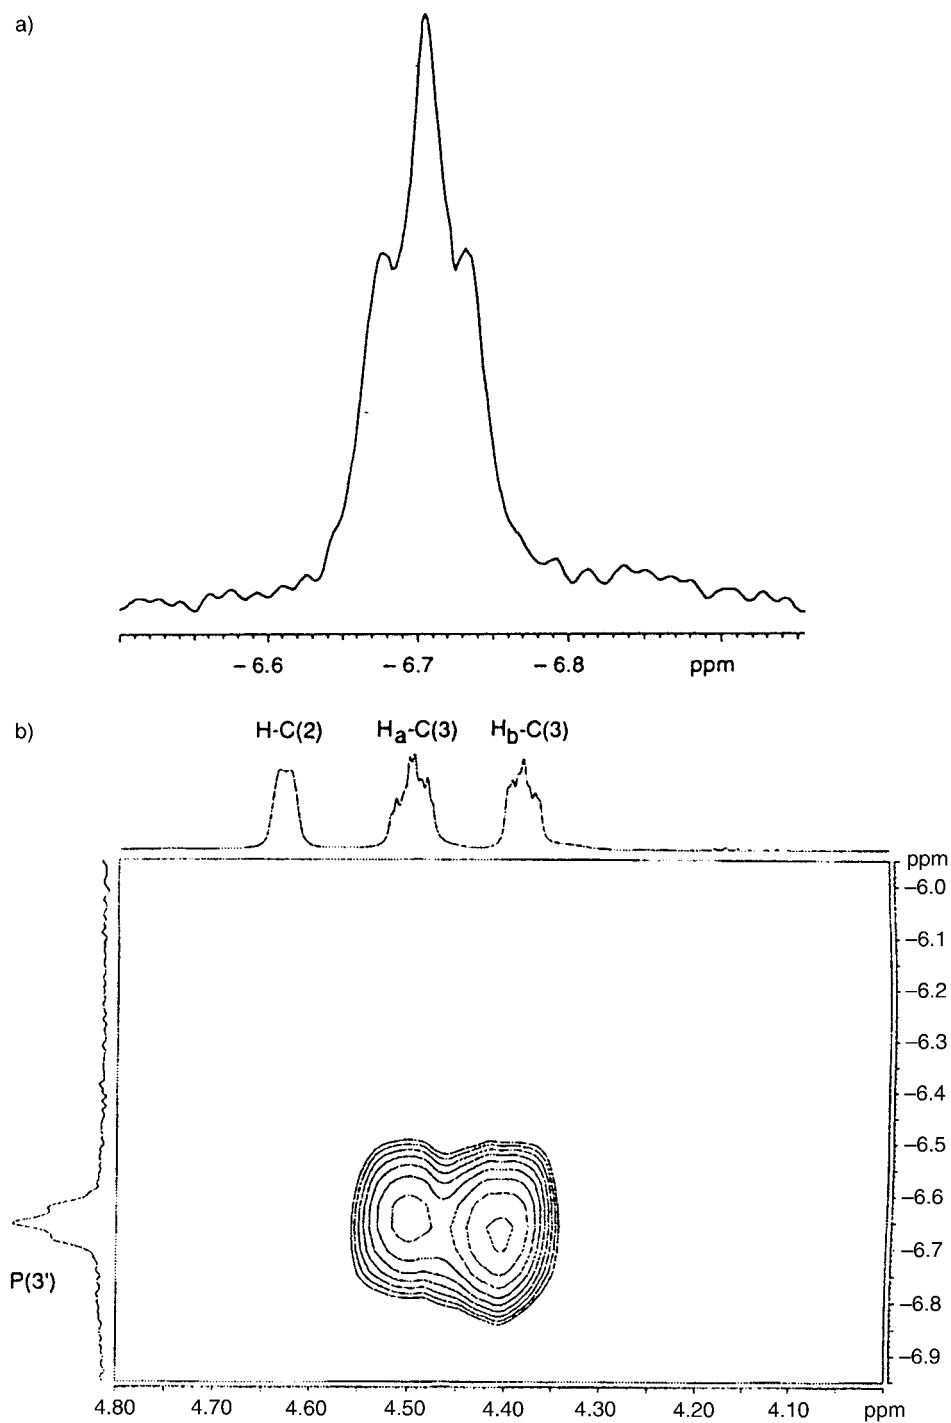 a)
– 6.6 – 6.7 – 6.8 ppm
b)
H-C(2) Ha-C(3) Hb-C(3)
ppm
–6.0
–6.1
–6.2
–6.3
–6.4
–6.5
–6.6
–6.7
P(3')
–6.8
–6.9
4.80 4.70 4.60 4.50 4.40 4.30 4.20 4.10 ppm